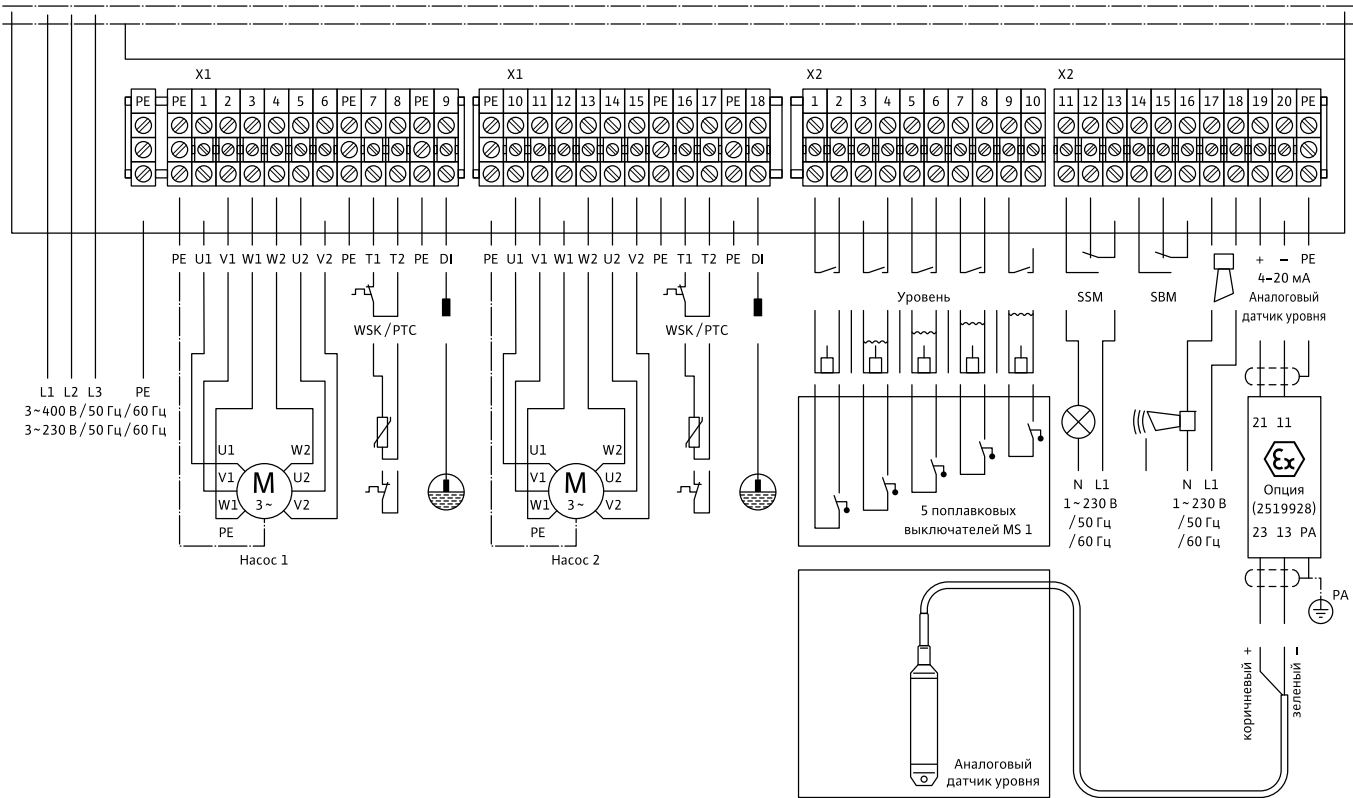 X1 X1 X2 X2
PE PE 1 2 3 4 5 6 PE 7 8 PE 9 PE 10 11 12 13 14 15 PE 16 17 PE 18 1 2 3 4 5 6 7 8 9 10 11 12 13 14 15 16 17 18 19 20 PE
PE U1 V1 W1 W2 U2 V2 PE T1 T2 PE DI
WSK/PTC
PE U1 V1 W1 W2 U2 V2 PE T1 T2 PE DI
WSK/PTC
Уровень
SSM
SBM
+ – PE
4–20 мА
Аналоговый
датчик уровня
L1 L2 L3 PE
3~400 В/50 Гц/60 Гц
3~230 В/50 Гц/60 Гц
U1 W2
V1 M U2
W1 3~ V2
PE
Насос 1
U1 W2
V1 M U2
W1 3~ V2
PE
Насос 2
5 поплавковых
выключателей MS 1
N L1
1~230 В
/50 Гц
/60 Гц
N L1
1~230 В
/50 Гц
/60 Гц
21 11
Ex
Опция
(2519928)
23 13 PA
PA
коричневый +
зеленый –
Аналоговый
датчик уровня